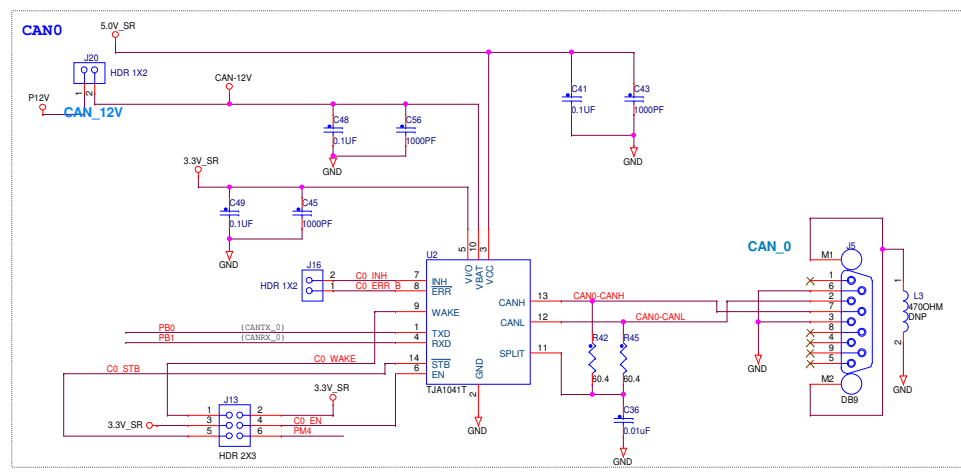 CAN0
5.0V_SR
J20
HDR 1X2
1
2
P12V
CAN_12V
CAN-12V
C48
0.1UF
C56
1000PF
GND
C41
0.1UF
C43
1000PF
GND
3.3V_SR
C49
0.1UF
C45
1000PF
GND
J16
HDR 1X2
2
1
C0_INH
C0_ERR_B
U2
5
10
3
VI/O
VBAT
VCC
7
INH
8
ERR
9
WAKE
1
TXD
4
RXD
14
STB
6
EN
CANH
13
CANL
12
SPLIT
11
GND
2
TJA1041T
GND
PB0
(CANTX_0)
PB1
(CANRX_0)
C0_WAKE
C0_STB
J13
1
2
3
4
5
6
HDR 2X3
3.3V_SR
3.3V_SR
C0_EN
PM4
CAN0-CANH
CAN0-CANL
R42
60.4
R45
60.4
C36
0.01uF
GND
CAN_0
J5
M1
1
6
2
7
3
8
4
9
5
M2
DB9
GND
1
L3
470OHM
DNP
2
GND